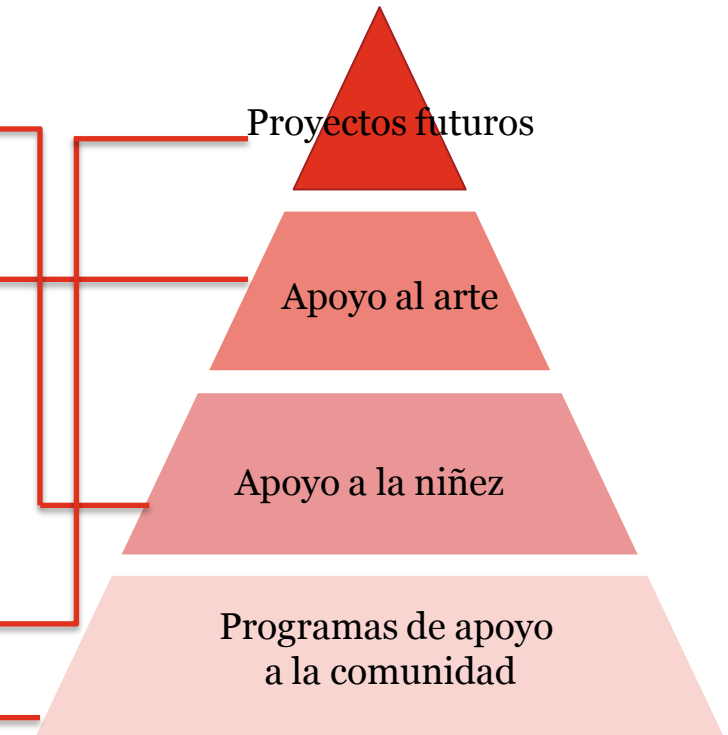 Proyectos futuros
Apoyo al arte
Apoyo a la niñez
Programas de apoyo
a la comunidad